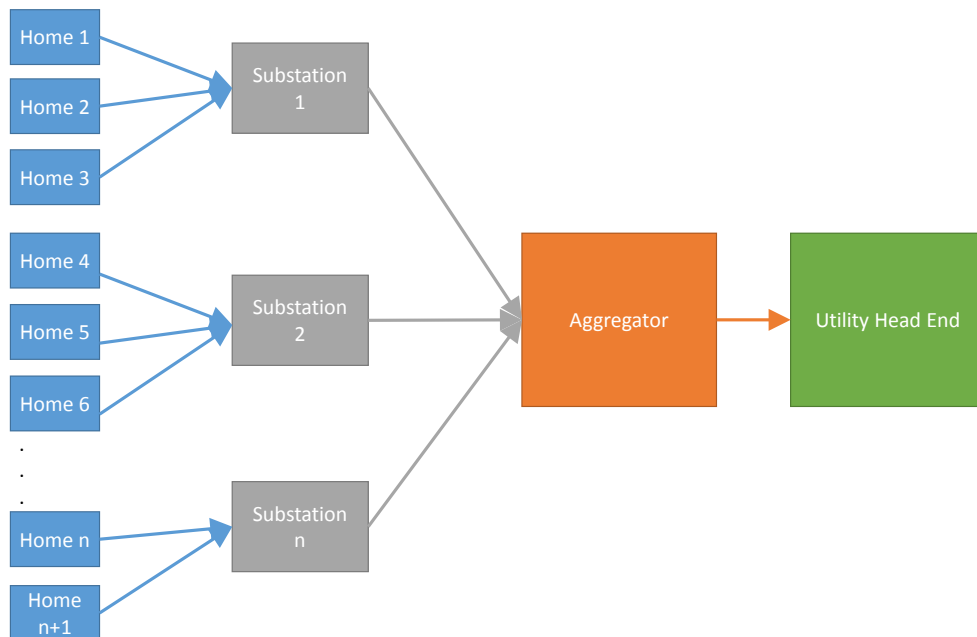 Home 1
Home 2
Home 3
Home 4
Home 5
Home 6
.
.
.
Home n
Home
n+1
Substation
1
Substation
2
Substation
n
Aggregator
Utility Head End